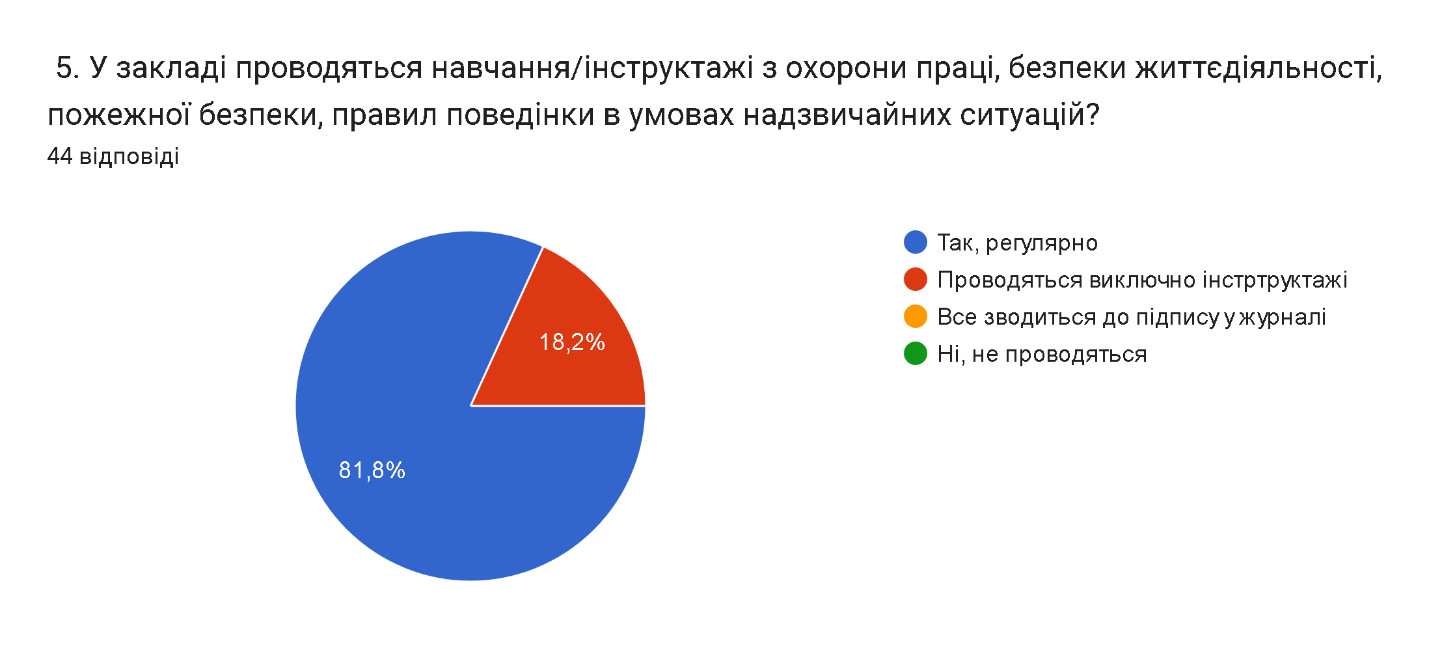 5. У закладі проводяться навчання/інструктажі з охорони праці, безпеки життєдіяльності,
пожежної безпеки, правил поведінки в умовах надзвичайних ситуацій?
44 відповіді
Так, регулярно
Проводяться виключно інстртруктажі
Все зводиться до підпису у журналі
Ні, не проводяться
18,2%
81,8%